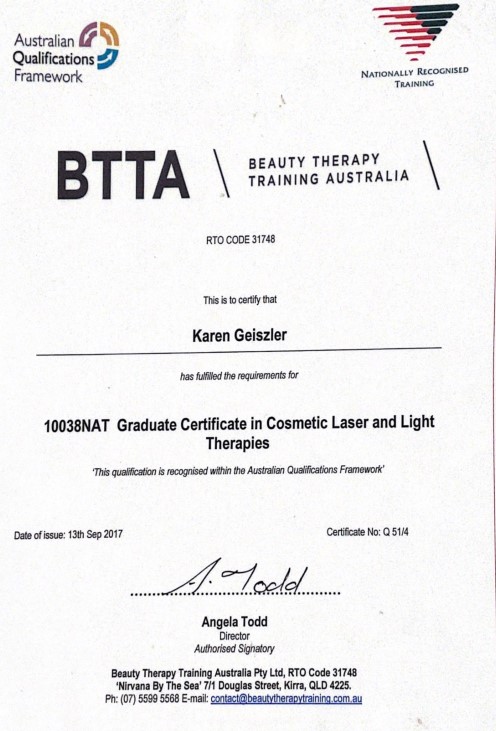 Australian
Qualifications
Framework
NATIONALLY RECOGNISED
TRAINING
BTTA \ BEAUTY THERAPY
TRAINING AUSTRALIA \
RTO CODE 31748
This is to certify that
Karen Geiszler
has fulfilled the requirements for
10038NAT Graduate Certificate in Cosmetic Laser and Light
Therapies
'This qualification is recognised within the Australian Qualifications Framework'
Date of issue: 13th Sep 2017
Certificate No: Q 51/4
A. Todd
Angela Todd
Director
Authorised Signatory
Beauty Therapy Training Australia Pty Ltd, RTO Code 31748
'Nirvana By The Sea' 7/1 Douglas Street, Kirra, QLD 4225.
Ph: (07) 5599 5568 E-mail: contact@beautytherapytraining.com.au